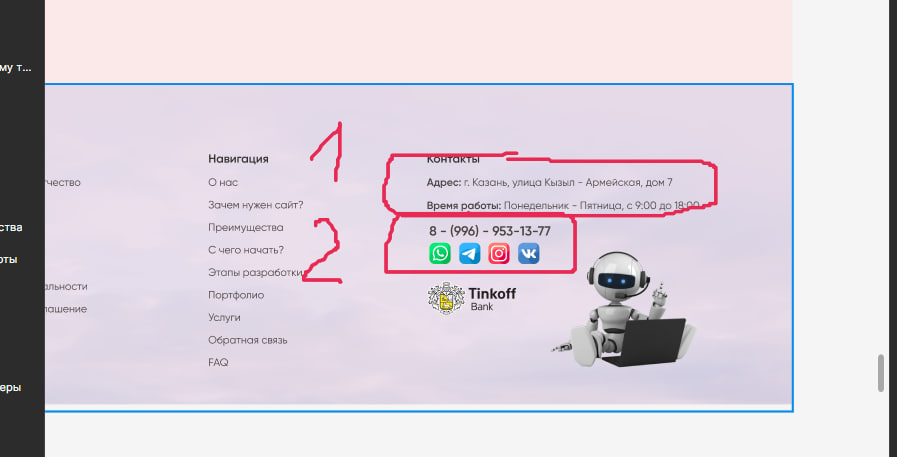 му т...
чество
ства
оты
альности
лашение
еры
1
2
Навигация
О нас
Зачем нужен сайт?
Преимущества
С чего начать?
Этапы разработки
Портфолио
Услуги
Обратная связь
FAQ
Контакты
Адрес: г. Казань, улица Кызыл - Армейская, дом 7
Время работы: Понедельник - Пятница, с 9:00 до 18:00
8 - (996) - 953-13-77
Tinkoff
Bank